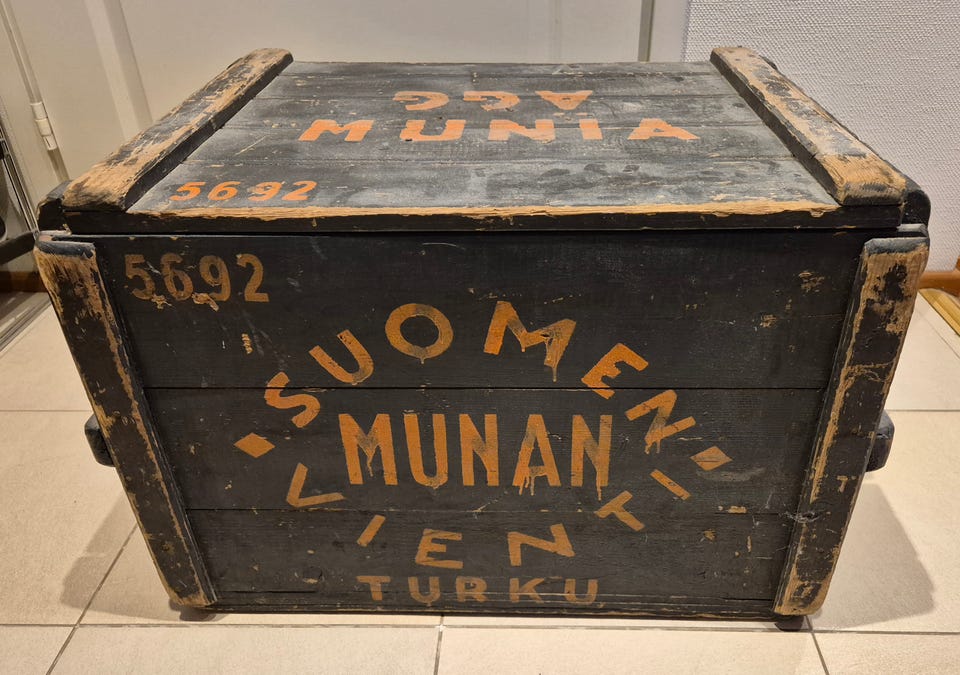 AGG
MUNIA
5692
5692
SUOMEN
MUNAN
VIENTI
TURKU